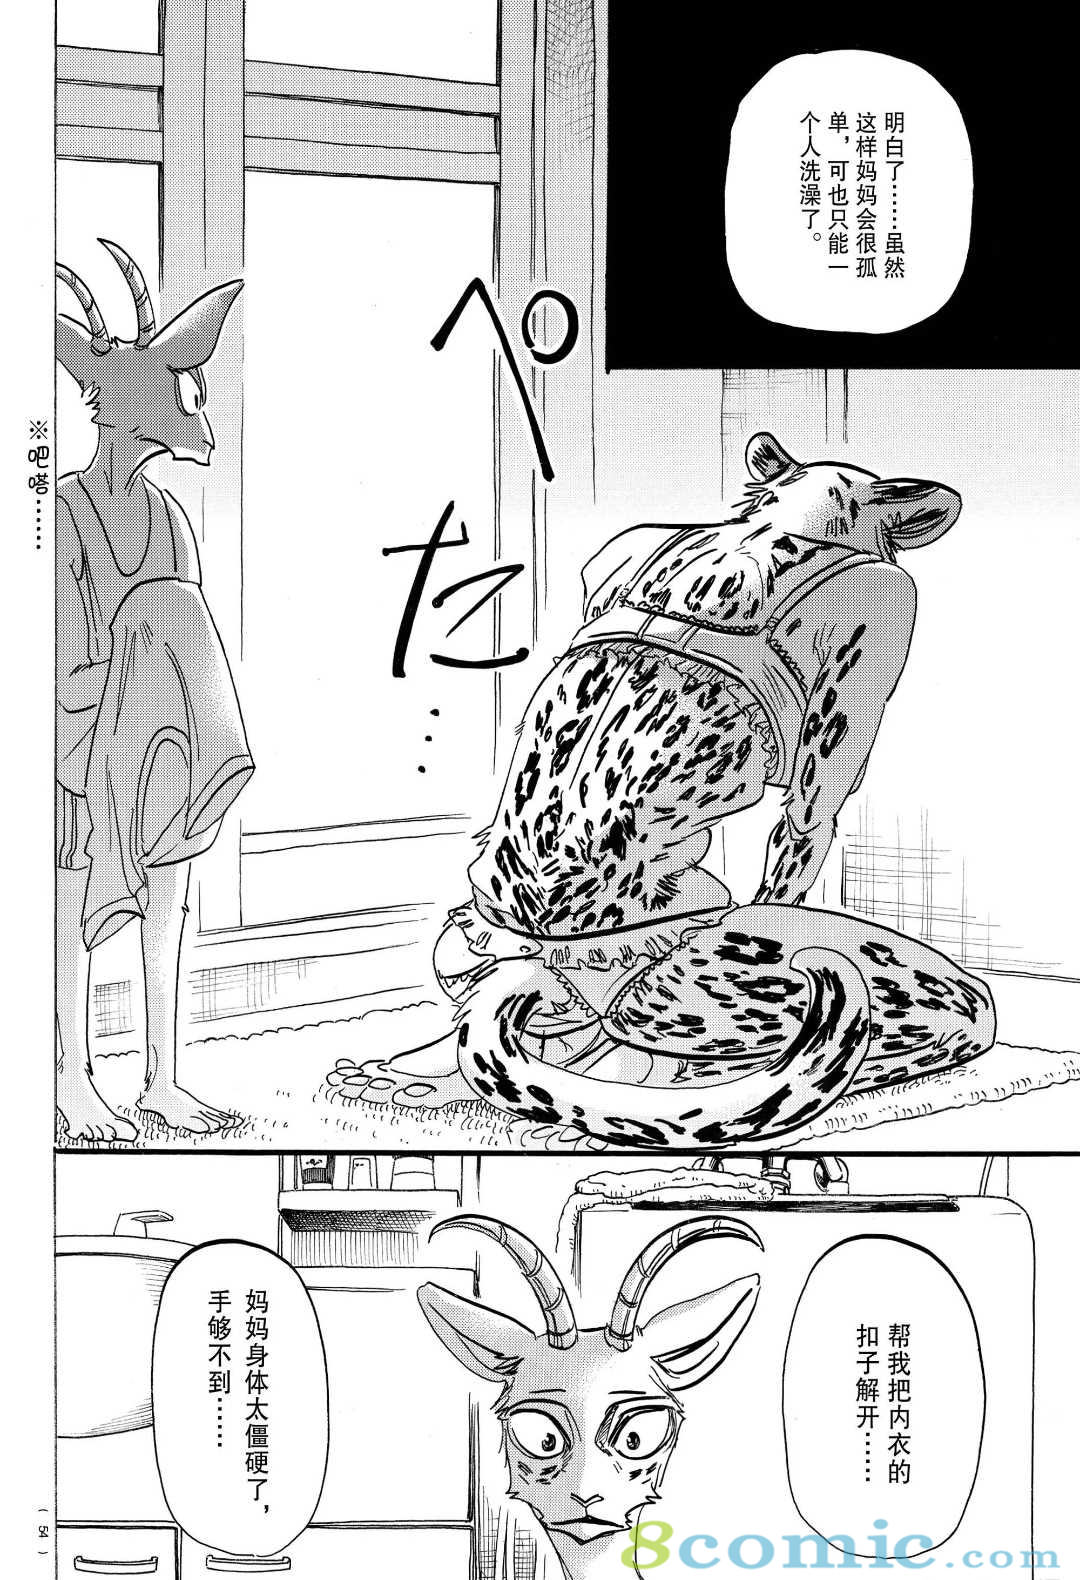 明白了……虽然
这样妈妈会很孤
单，可也只能一
个人洗澡了。
ぺた…
※吧嗒……
帮我把内衣的
扣子解开……
妈妈身体太僵硬了，
手够不到……
( 54 )
8comic.com